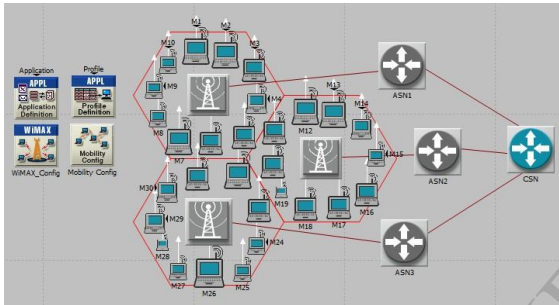 Application
Profile
APPL
Application
Definition
APPL
Profile
Definition
WiMAX
WiMAX_Config
Mobility
Config
Mobility Config
M1
M2
M3
M10
M9
M4
M8
M7
M13
M12
M14
M15
M16
M17
M18
M19
M30
M29
M28
M27
M26
M25
M24
ASN1
ASN2
ASN3
CSN